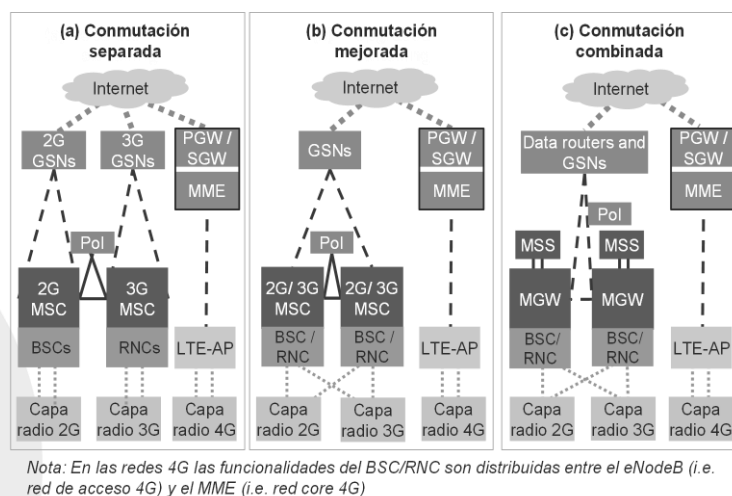 (a) Conmutación
separada
Internet
2G
GSNs
3G
GSNs
PGW /
SGW
MME
PoI
2G
MSC
3G
MSC
BSCs
RNCs
LTE-AP
Capa
radio 2G
Capa
radio 3G
Capa
radio 4G
(b) Conmutación
mejorada
Internet
GSNs
PGW /
SGW
MME
PoI
2G/ 3G
MSC
2G/ 3G
MSC
BSC /
RNC
BSC /
RNC
LTE-AP
Capa
radio 2G
Capa
radio 3G
Capa
radio 4G
(c) Conmutación
combinada
Internet
Data routers and
GSNs
PGW /
SGW
MME
PoI
MSS
MSS
MGW
MGW
BSC/
RNC
BSC/
RNC
LTE-AP
Capa
radio 2G
Capa
radio 3G
Capa
radio 4G
Nota: En las redes 4G las funcionalidades del BSC/RNC son distribuidas entre el eNodeB (i.e.
red de acceso 4G) y el MME (i.e. red core 4G)